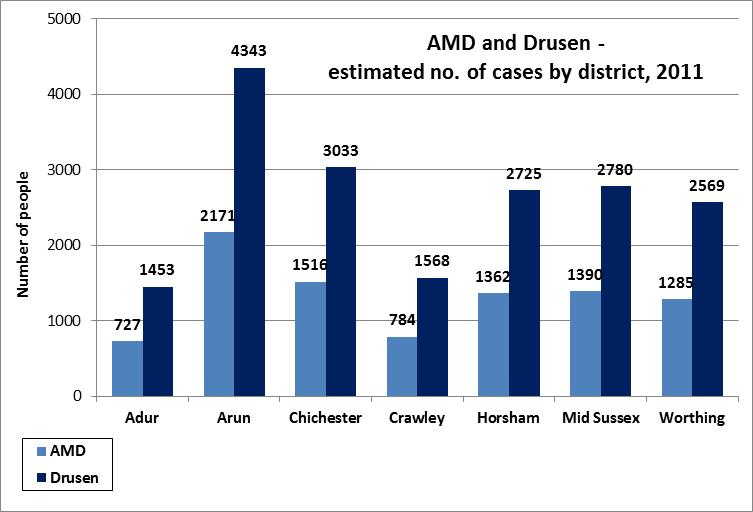 AMD and Drusen -
estimated no. of cases by district, 2011
Number of people
5000
4000
3000
2000
1000
0
727
1453
2171
4343
1516
3033
784
1568
1362
2725
1390
2780
1285
2569
Adur
Arun
Chichester
Crawley
Horsham
Mid Sussex
Worthing
AMD
Drusen